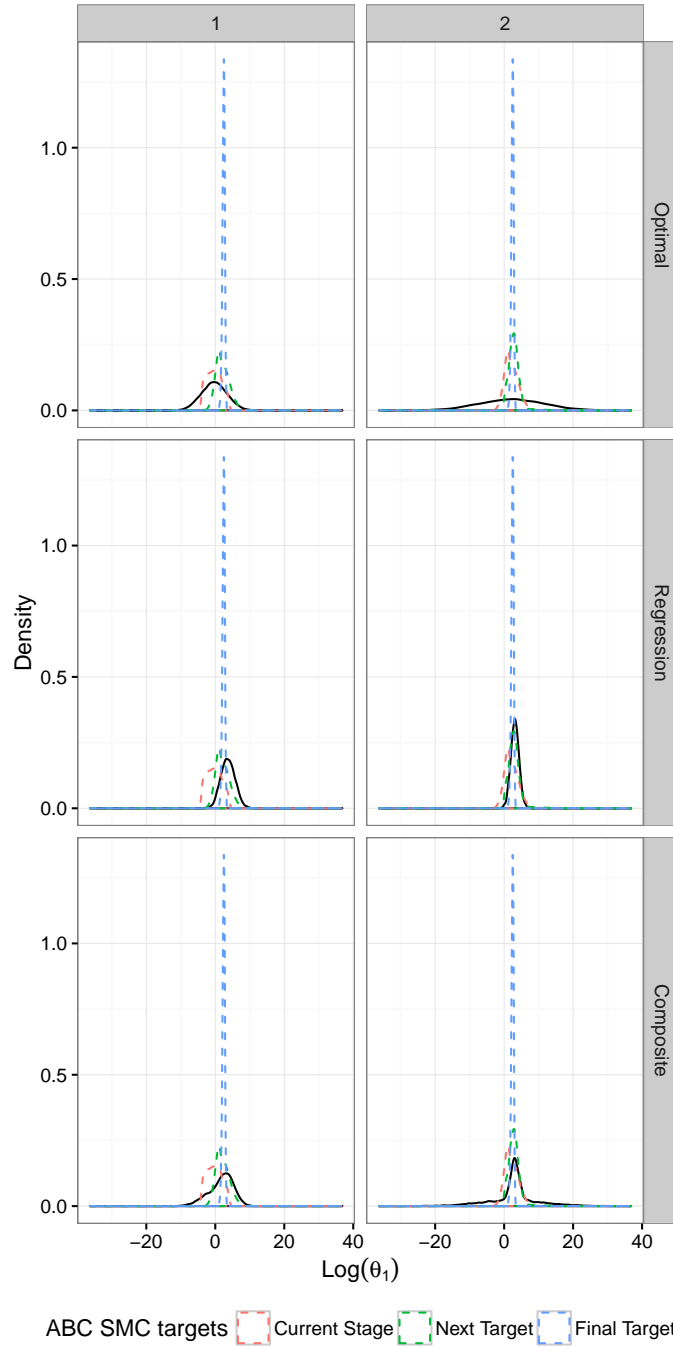 1 2
1.0
0.5
0.0
Optimal
Density
1.0
0.5
0.0
Regression
1.0
0.5
0.0
Composite
−20 0 20 40 −20 0 20 40
Log(θ1)
ABC SMC targets Current Stage Next Target Final Target